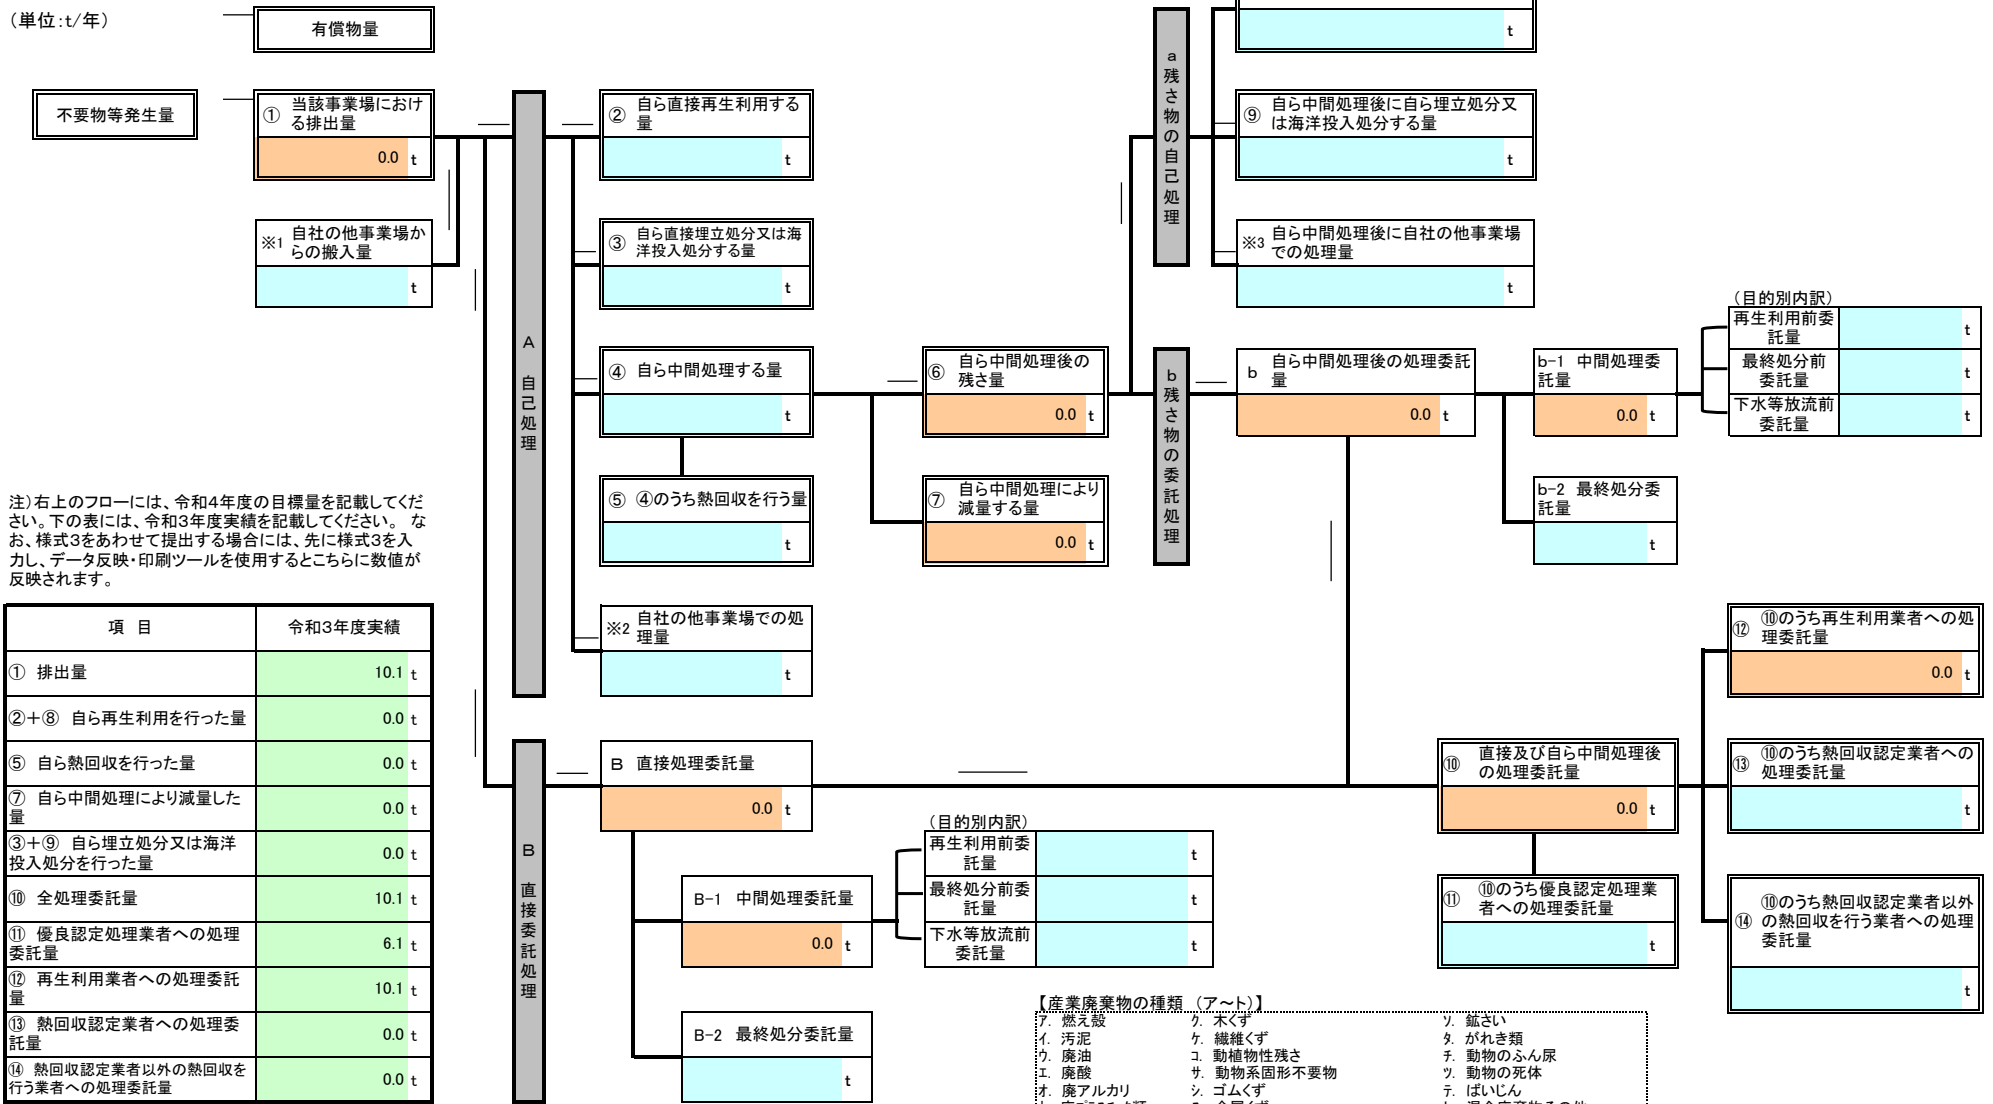 （単位：t/年）
有償物量
不要物等発生量
① 当該事業場におけ
る排出量
0.0 t
※1 自社の他事業場か
らの搬入量
t
A 自己処理
② 自ら直接再生利用する
量
t
③ 自ら直接埋立処分又は海
洋投入処分する量
t
④ 自ら中間処理する量
t
⑤ ④のうち熱回収を行う量
t
※2 自社の他事業場での処
理量
t
⑥ 自ら中間処理後の
残さ量
0.0 t
⑦ 自ら中間処理により
減量する量
0.0 t
a 残さ物の自己処理
t
⑨ 自ら中間処理後に自ら埋立処分又
は海洋投入処分する量
t
※3 自ら中間処理後に自社の他事業場
での処理量
t
b 残さ物の委託処理
b 自ら中間処理後の処理委託
量
0.0 t
b-1 中間処理委
託量
0.0 t
（目的別内訳）
再生利用前委
託量
t
最終処分前
委託量
t
下水等放流前
委託量
t
b-2 最終処分委
託量
t
注）右上のフローには、令和４年度の目標量を記載してくだ
さい。下の表には、令和３年度実績を記載してください。 な
お、様式３をあわせて提出する場合には、先に様式３を入
力し、データ反映・印刷ツールを使用するとこちらに数値が
反映されます。
項 目 令和３年度実績
① 排出量 10.1 t
②＋⑧ 自ら再生利用を行った量 0.0 t
⑤ 自ら熱回収を行った量 0.0 t
⑦ 自ら中間処理により減量した
量 0.0 t
③＋⑨ 自ら埋立処分又は海洋
投入処分を行った量 0.0 t
⑩ 全処理委託量 10.1 t
⑪ 優良認定処理業者への処理
委託量 6.1 t
⑫ 再生利用業者への処理委託
量 10.1 t
⑬ 熱回収認定業者への処理委
託量 0.0 t
⑭ 熱回収認定業者以外の熱回収を
行う業者への処理委託量 0.0 t
B 直接委託処理
B 直接処理委託量
0.0 t
B-1 中間処理委託量
0.0 t
B-2 最終処分委託量
t
（目的別内訳）
再生利用前委
託量
t
最終処分前委
託量
t
下水等放流前
委託量
t
⑩ 直接及び自ら中間処理後
の処理委託量
0.0 t
⑪ ⑩のうち優良認定処理業
者への処理委託量
t
⑫ ⑩のうち再生利用業者への処
理委託量
0.0 t
⑬ ⑩のうち熱回収認定業者への
処理委託量
t
⑭ ⑩のうち熱回収認定業者以外
の熱回収を行う業者への処理
委託量
t
【産業廃棄物の種類 （ア～ト）】
ｱ. 燃え殻 ｸ. 木くず ｿ. 鉱さい
ｲ. 汚泥 ｹ. 繊維くず ﾀ. がれき類
ｳ. 廃油 ｺ. 動植物性残さ ﾁ. 動物のふん尿
ｴ. 廃酸 ｻ. 動物系固形不要物 ﾂ. 動物の死体
ｵ. 廃アルカリ ｼ. ゴムくず ﾃ. ばいじん